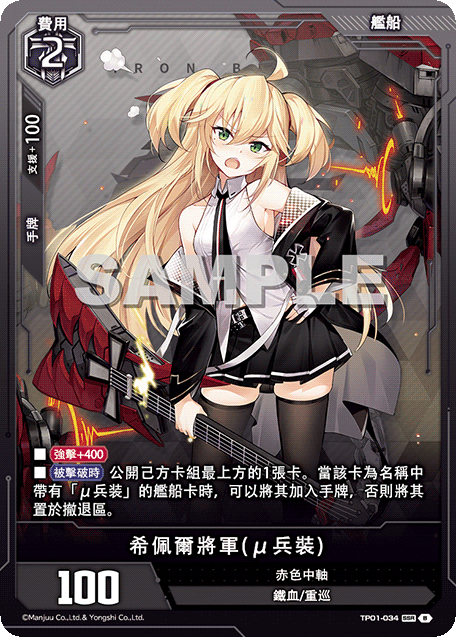 費用
2
艦船
RON B
支援+100
手牌
SAMPLE
■ 強擊+400
■ 被擊破時 公開己方卡組最上方的1張卡。當該卡為名稱中
帶有「μ兵装」的艦船卡時，可以將其加入手牌，否則將其
置於撤退區。
希佩爾將軍(μ兵裝)
100
赤色中軸
鐵血/重巡
©Manjuu Co.,Ltd.& Yongshi Co.,Ltd.
TP01-034 SSR B